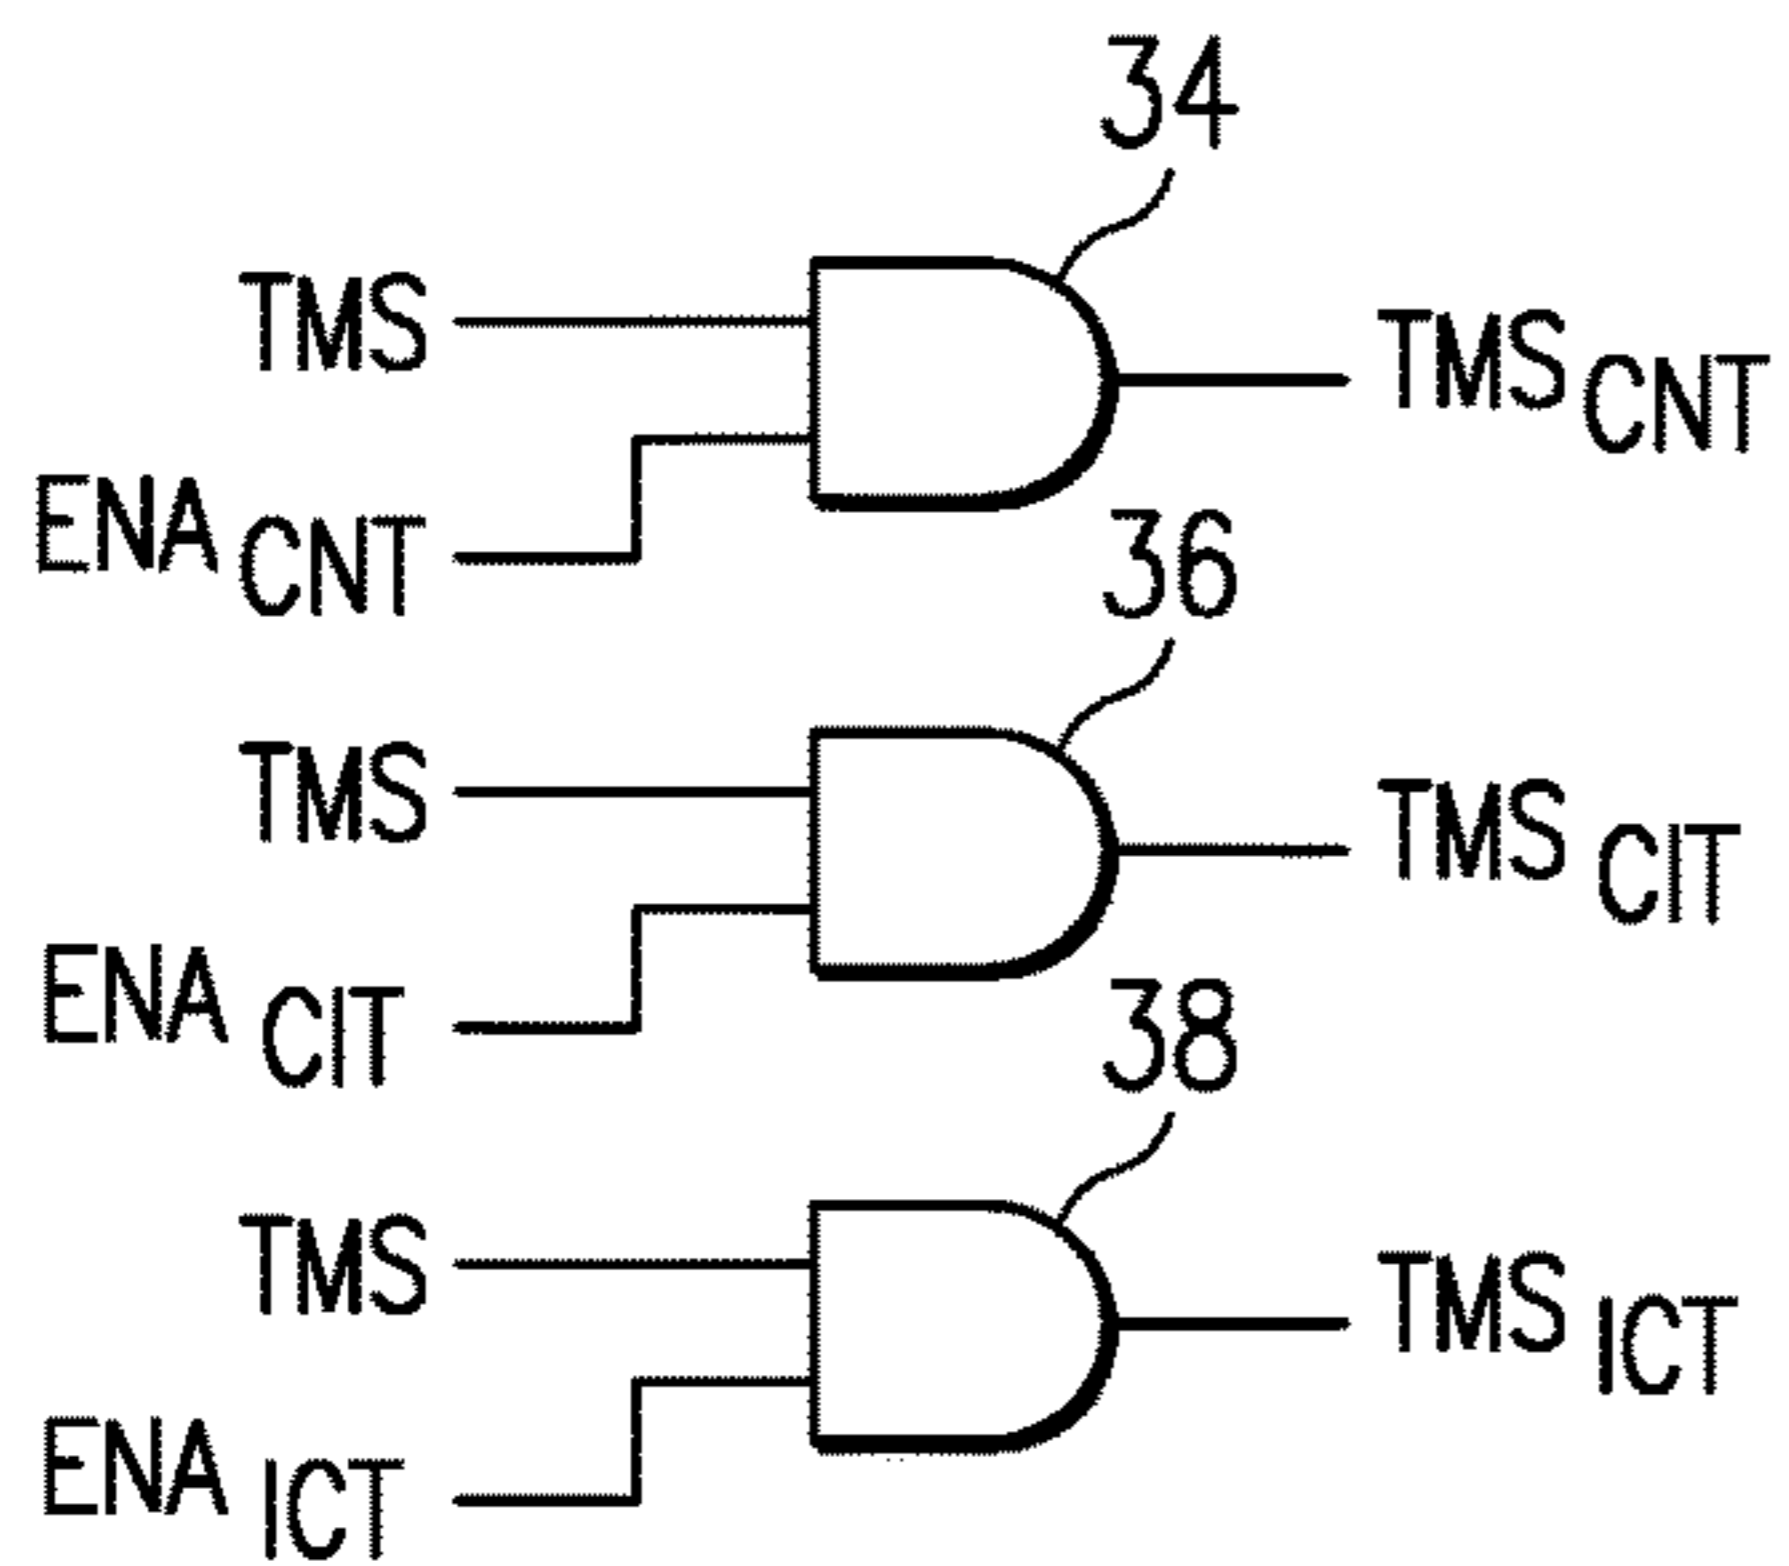 34
TMS
TMS CNT
ENA CNT
36
TMS
TMS CIT
ENA CIT
38
TMS
TMS ICT
ENA ICT